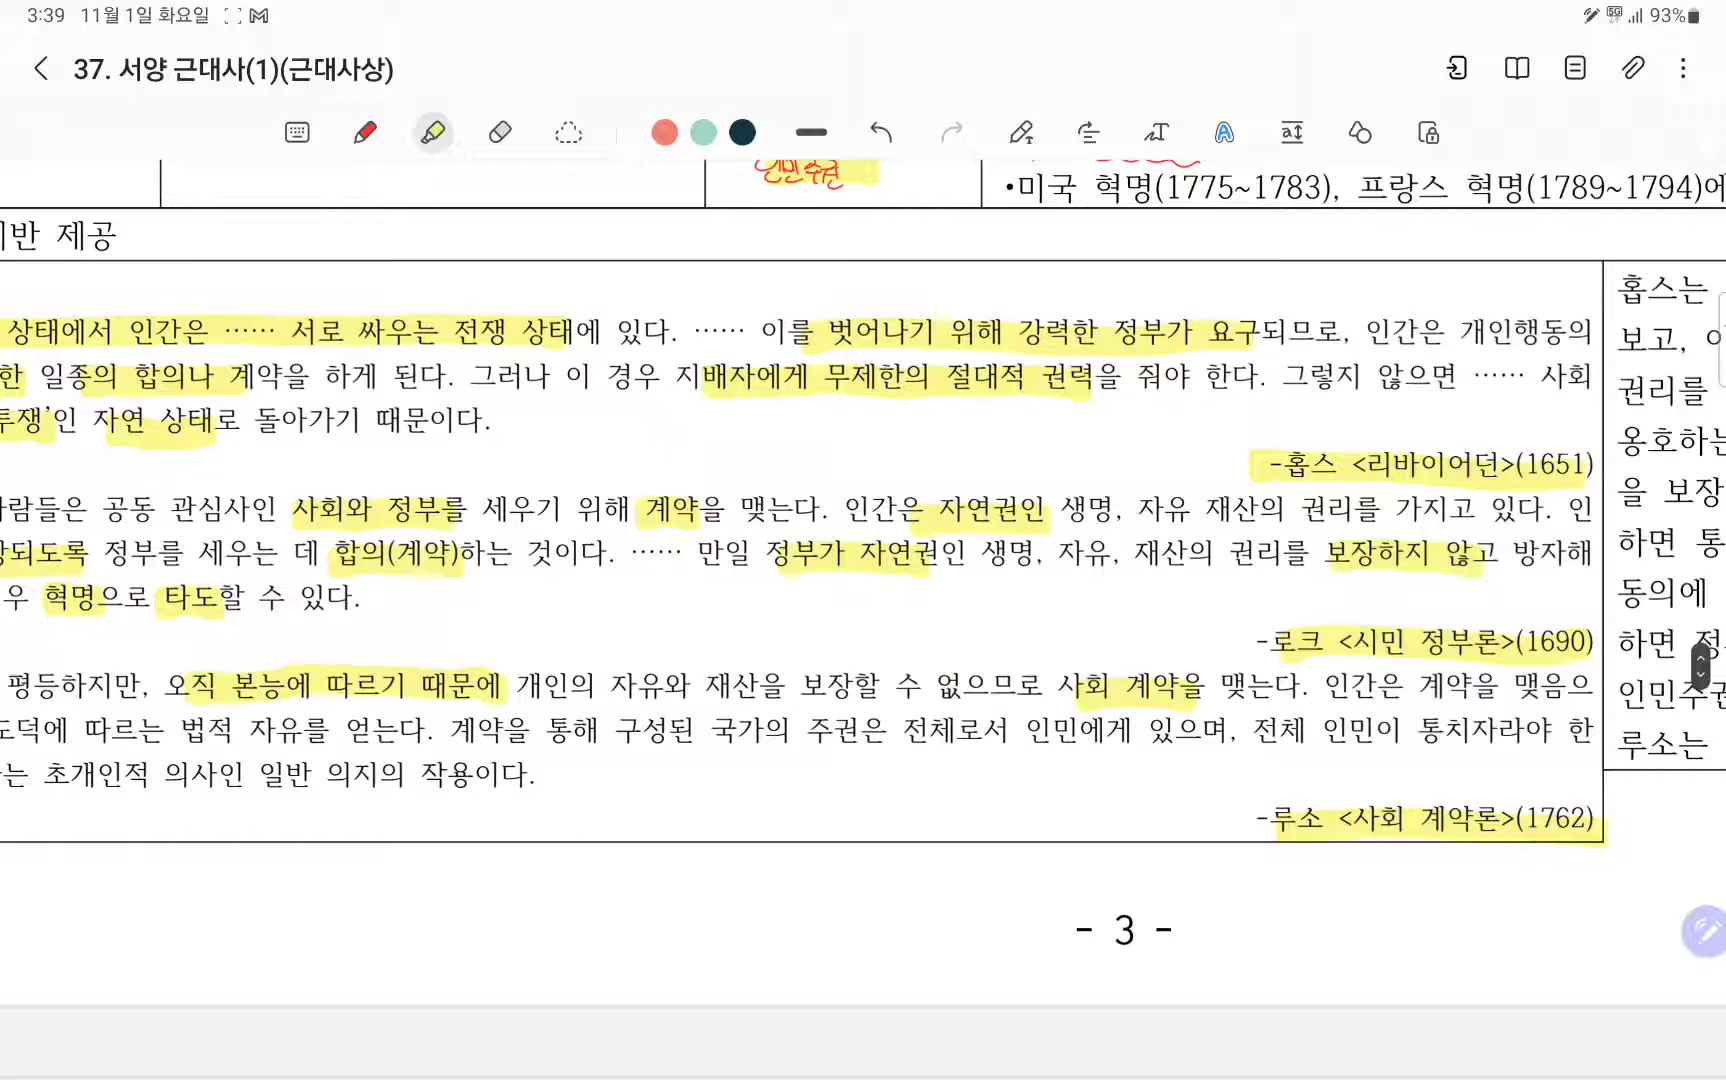 3:39 11월 1일 화요일
5G 93%
37. 서양 근대사(1)(근대사상)
인민주권
•미국 혁명(1775~1783), 프랑스 혁명(1789~1794)에
반 제공
상태에서 인간은 …… 서로 싸우는 전쟁 상태에 있다. …… 이를 벗어나기 위해 강력한 정부가 요구되므로, 인간은 개인행동의
한 일종의 합의나 계약을 하게 된다. 그러나 이 경우 지배자에게 무제한의 절대적 권력을 줘야 한다. 그렇지 않으면 …… 사회
투쟁'인 자연 상태로 돌아가기 때문이다.
-홉스 <리바이어던>(1651)
람들은 공동 관심사인 사회와 정부를 세우기 위해 계약을 맺는다. 인간은 자연권인 생명, 자유 재산의 권리를 가지고 있다. 인
되도록 정부를 세우는 데 합의(계약)하는 것이다. …… 만일 정부가 자연권인 생명, 자유, 재산의 권리를 보장하지 않고 방자해
우 혁명으로 타도할 수 있다.
-로크 <시민 정부론>(1690)
평등하지만, 오직 본능에 따르기 때문에 개인의 자유와 재산을 보장할 수 없으므로 사회 계약을 맺는다. 인간은 계약을 맺음으
도덕에 따르는 법적 자유를 얻는다. 계약을 통해 구성된 국가의 주권은 전체로서 인민에게 있으며, 전체 인민이 통치자라야 한
는 초개인적 의사인 일반 의지의 작용이다.
-루소 <사회 계약론>(1762)
홉스는
보고,
권리를
옹호하는
을 보장
하면 통
동의에
하면 정
인민주권
루소는
- 3 -